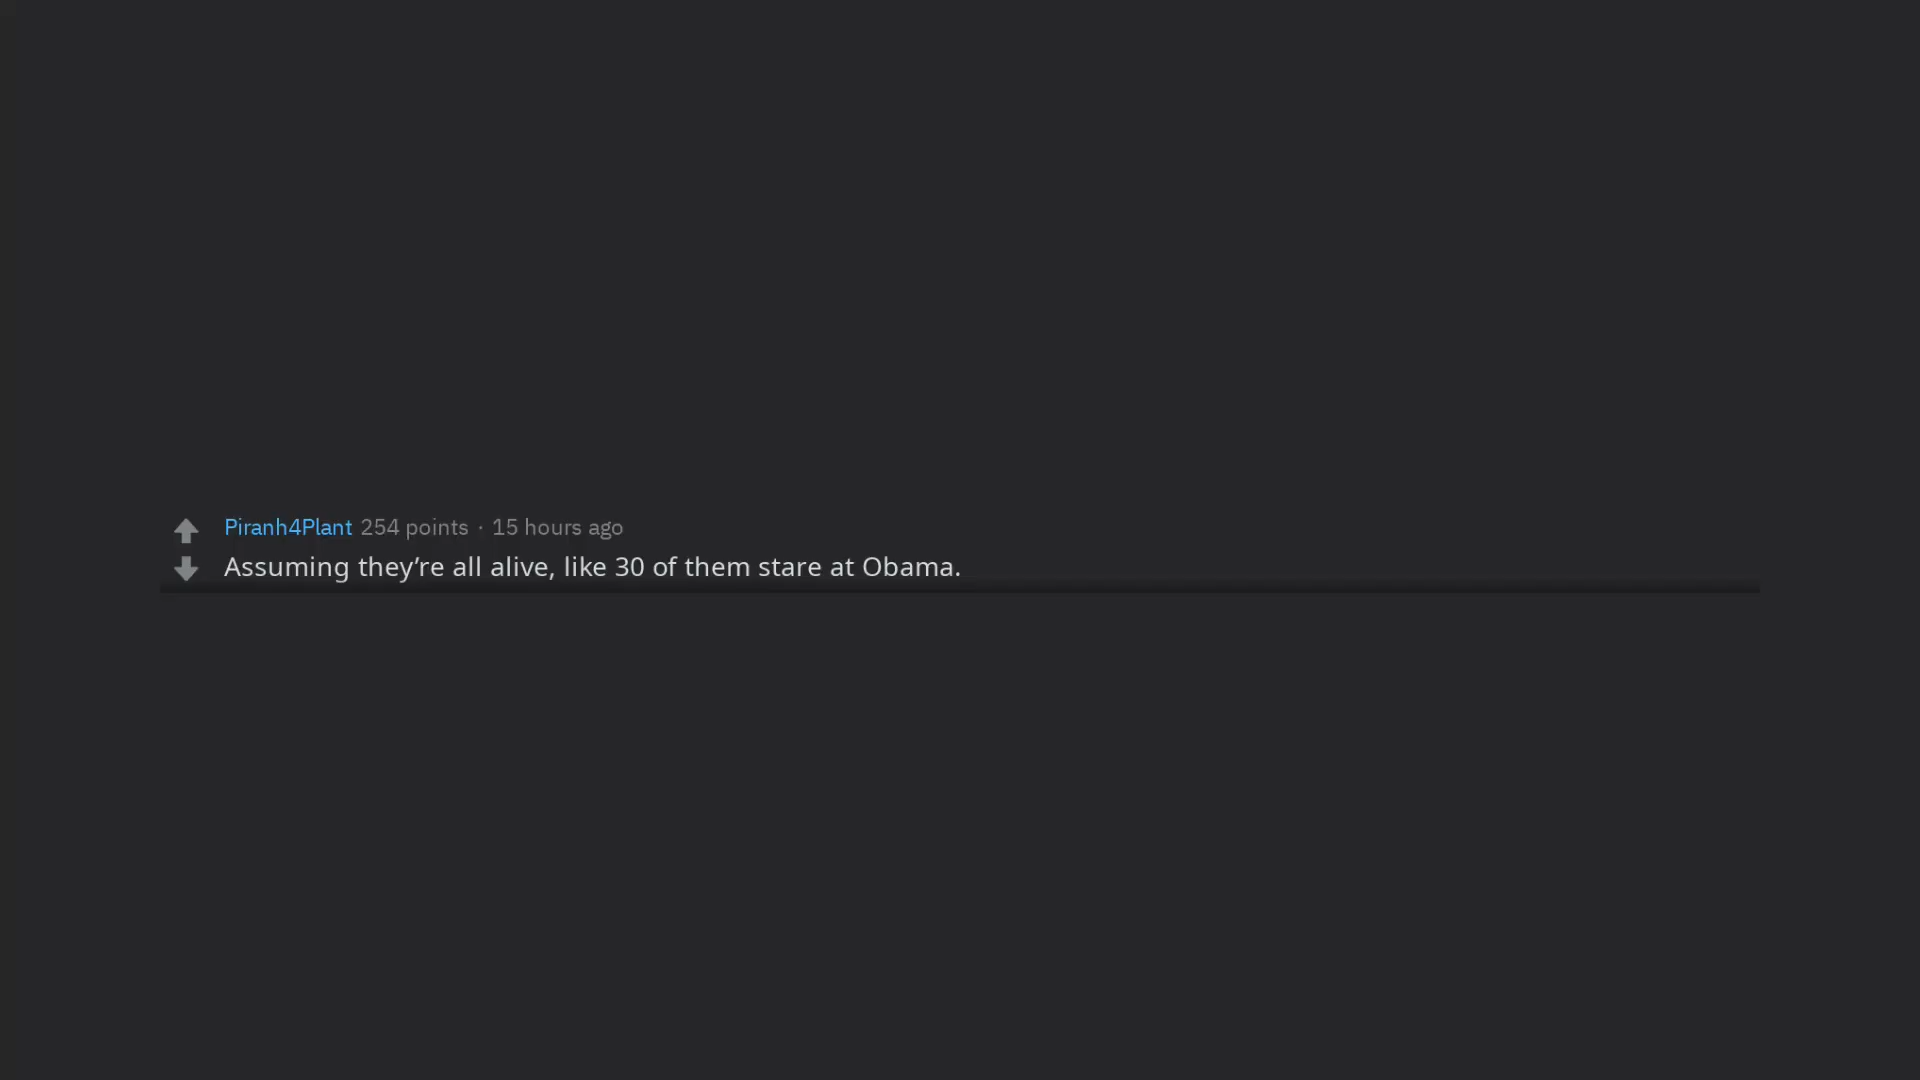 Piranh4Plant 254 points · 15 hours ago
Assuming they’re all alive, like 30 of them stare at Obama.